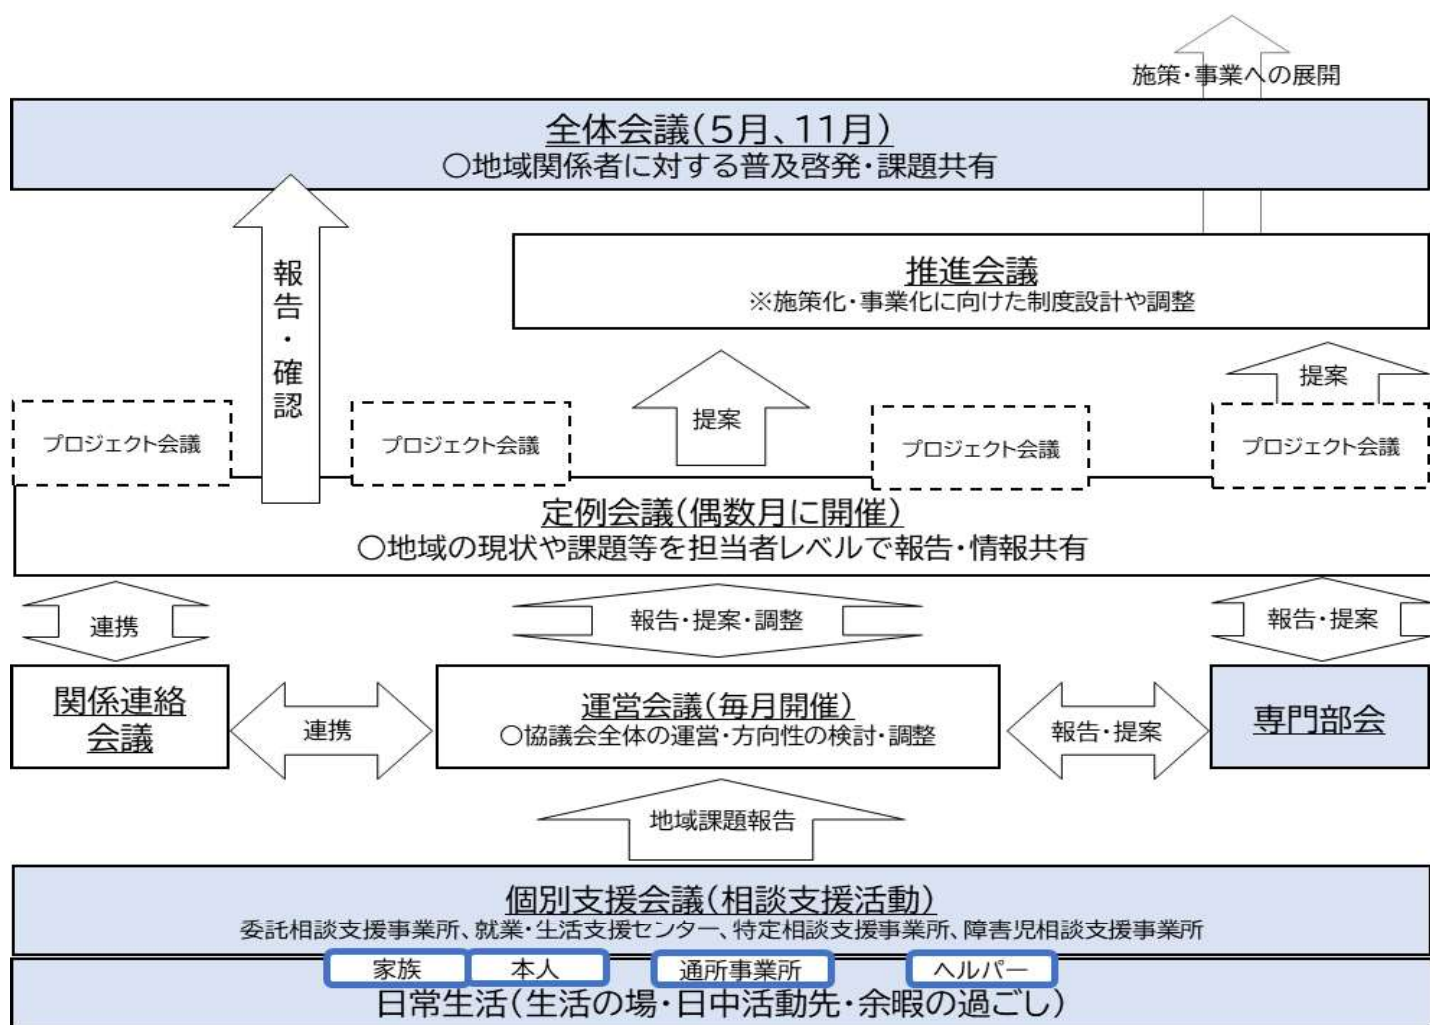 施策・事業への展開
全体会議(5月、11月)
○地域関係者に対する普及啓発・課題共有
報告・確認
推進会議
※施策化・事業化に向けた制度設計や調整
提案
提案
プロジェクト会議
プロジェクト会議
プロジェクト会議
プロジェクト会議
定例会議(偶数月に開催)
○地域の現状や課題等を担当者レベルで報告・情報共有
連携
報告・提案・調整
報告・提案
関係連絡
会議
連携
運営会議(毎月開催)
○協議会全体の運営・方向性の検討・調整
報告・提案
専門部会
地域課題報告
個別支援会議(相談支援活動)
委託相談支援事業所、就業・生活支援センター、特定相談支援事業所、障害児相談支援事業所
家族
本人
通所事業所
ヘルパー
日常生活(生活の場・日中活動先・余暇の過ごし)